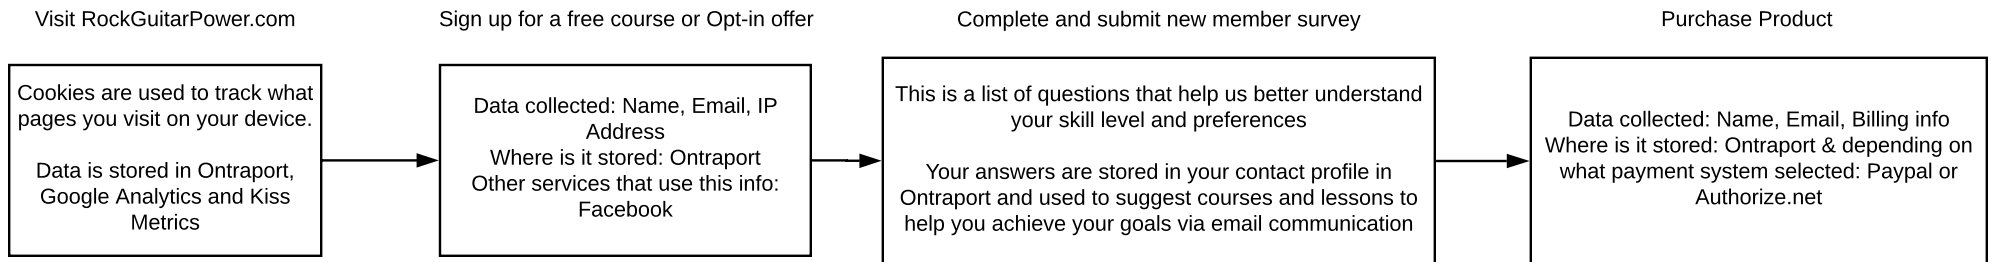 Visit RockGuitarPower.com
Cookies are used to track what
pages you visit on your device.
Data is stored in Ontraport,
Google Analytics and Kiss
Metrics
Sign up for a free course or Opt-in offer
Data collected: Name, Email, IP
Address
Where is it stored: Ontraport
Other services that use this info:
Facebook
Complete and submit new member survey
This is a list of questions that help us better understand
your skill level and preferences
Your answers are stored in your contact profile in
Ontraport and used to suggest courses and lessons to
help you achieve your goals via email communication
Purchase Product
Data collected: Name, Email, Billing info
Where is it stored: Ontraport & depending on
what payment system selected: Paypal or
Authorize.net